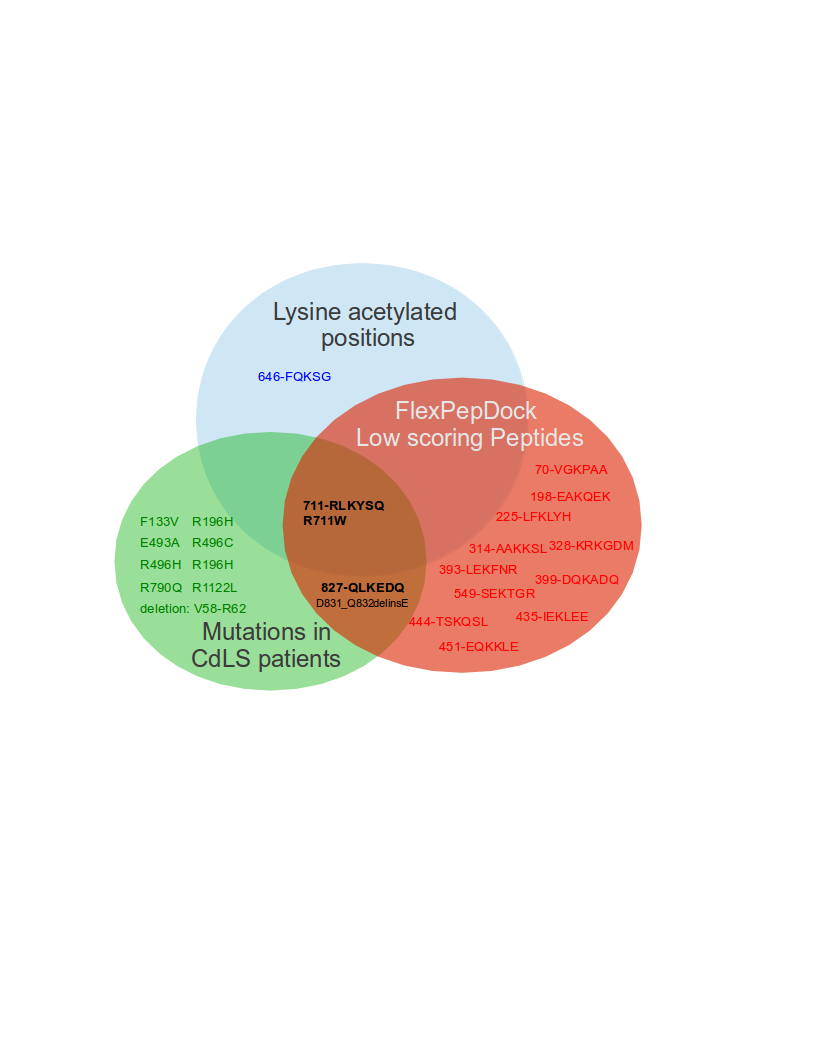 Lysine acetylated
positions
646-FQKSG
FlexPepDock
Low scoring Peptides
70-VGKPAA
198-EAKQEK
225-LFKLYH
314-AAKKSL 328-KRKGDM
393-LEKFNR
399-DQKADQ
549-SEKTGR
435-IEKLEE
444-TSKQSL
451-EQKKLE
711-RLKYSQ
R711W
827-QLKEDQ
D831_Q832delinsE
F133V R196H
E493A R496C
R496H R196H
R790Q R1122L
deletion: V58-R62
Mutations in
CdLS patients